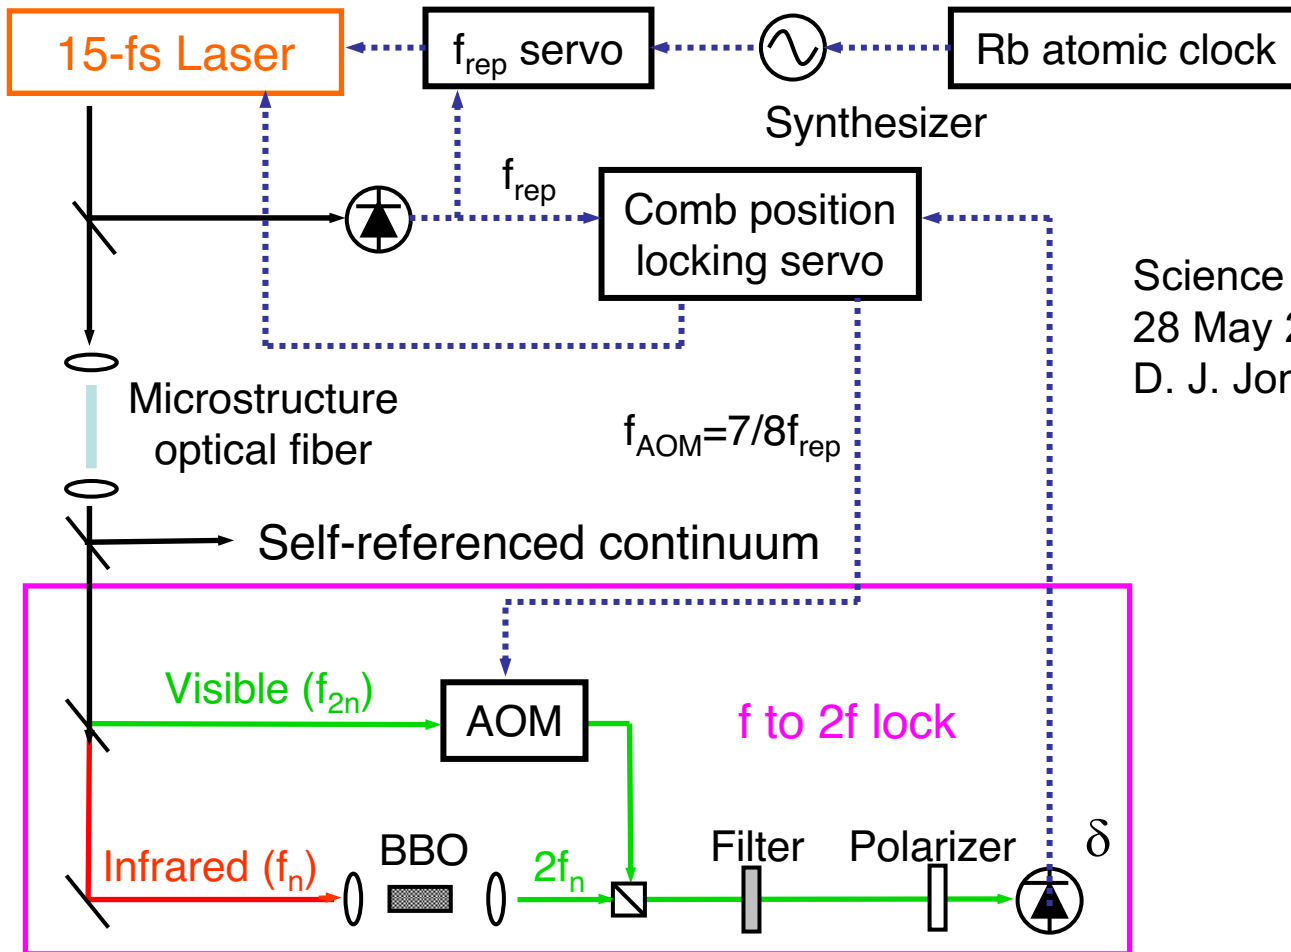 15-fs Laser
f_rep servo
Rb atomic clock
Synthesizer
f_rep
Comb position
locking servo
Science
28 May
D. J.
Microstructure
optical fiber
f_AOM=7/8f_rep
Self-referenced continuum
Visible (f_2n)
AOM
f to 2f lock
Infrared (f_n)
BBO
2f_n
Filter
Polarizer
δ